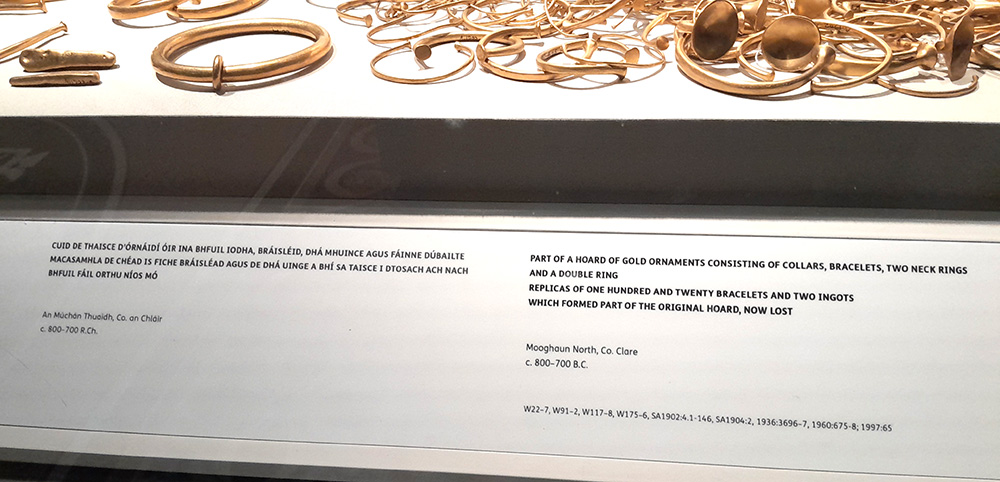 CUID DE THAISCE D'ÓRNÁIDÍ ÓIR INA BHFUIL IODHA, BRÁISLÉID, DHÁ MHUINCE AGUS FÁINNE DÚBAILTE
MACASAMHLA DE CHÉAD IS FICHE BRÁISLÉAD AGUS DE DHÁ UINGE A BHÍ SA TAISCE I DTOSACH ACH NACH
BHFUIL FÁIL ORTHU NÍOS MÓ
An Múchán Thuaidh, Co. an Chláir
c. 800-700 R.Ch.
PART OF A HOARD OF GOLD ORNAMENTS CONSISTING OF COLLARS, BRACELETS, TWO NECK RINGS
AND A DOUBLE RING
REPLICAS OF ONE HUNDRED AND TWENTY BRACELETS AND TWO INGOTS
WHICH FORMED PART OF THE ORIGINAL HOARD, NOW LOST
Mooghaun North, Co. Clare
c. 800-700 B.C.
W22-7, W91-2, W117-8, W175-6, SA1902:4.1-146, SA1904:2, 1936:3696-7, 1960:675-8; 1997:65